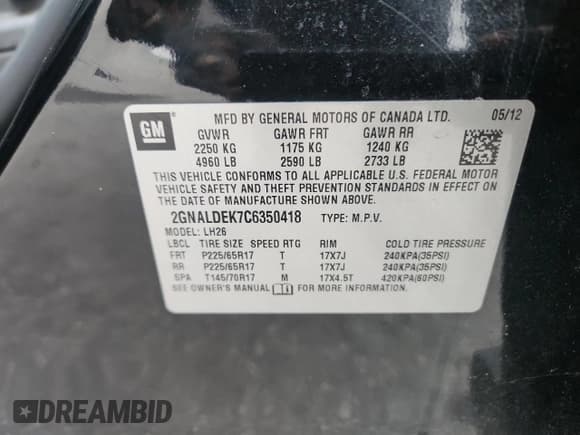 GM
MFD BY GENERAL MOTORS OF CANADA LTD. 05/12
GVWR GAWR FRT GAWR RR
2250 KG 1175 KG 1240 KG
4960 LB 2590 LB 2733 LB
THIS VEHICLE CONFORMS TO ALL APPLICABLE U.S. FEDERAL MOTOR
VEHICLE SAFETY AND THEFT PREVENTION STANDARDS IN EFFECT ON
THE DATE OF MANUFACTURE SHOWN ABOVE.
2GNALDEK7C6350418 TYPE: M.P.V.
MODEL: LH26
LBCL TIRE SIZE SPEED RTG RIM COLD TIRE PRESSURE
FRT P225/65R17 T 17X7J 240KPA(35PSI)
RR P225/65R17 T 17X7J 240KPA(35PSI)
SPA T145/70R17 M 17X4.5T 420KPA(60PSI)
SEE OWNER'S MANUAL FOR MORE INFORMATION.
DREAMBID